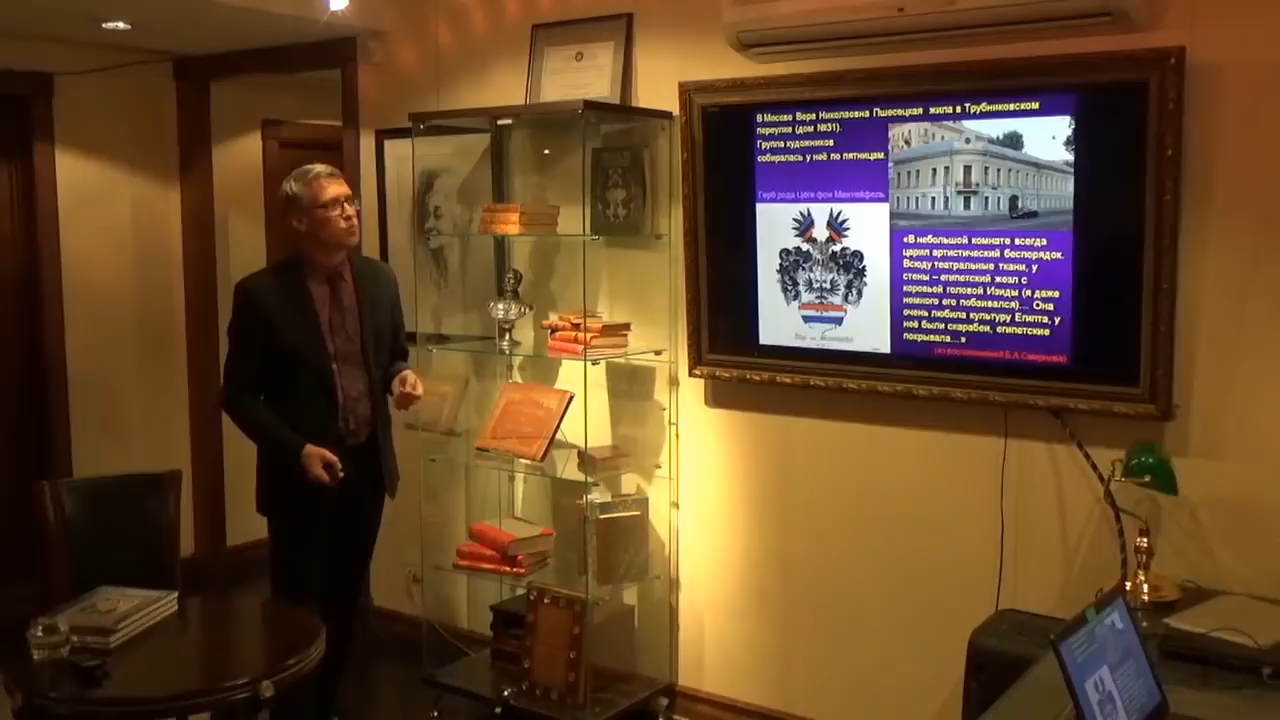 В Москве Вера Николаевна Пшесецкая жила в Трубниковском
переулке (дом №31).
Группа художников
собиралась у неё по пятницам.
Герб рода Цёге фон Мантейфель.
«В небольшой комнате всегда
царил артистический беспорядок.
Всюду театральные ткани, у
стены – египетский жезл с
коровьей головой Изиды (я даже
немного его побаивался)... Она
очень любила культуру Египта, у
неё были скарабеи, египетские
покрывала...»
(из воспоминаний Б.А.Смирнова)